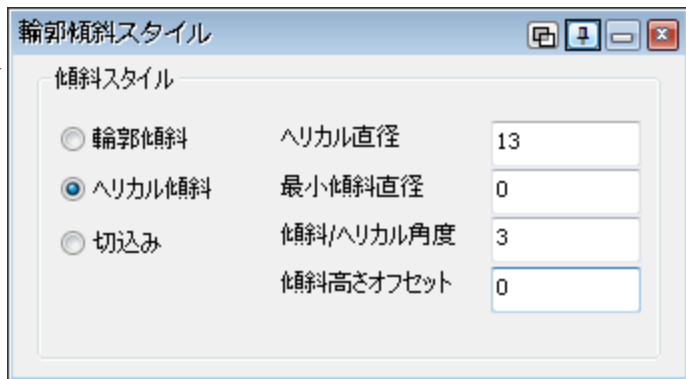 輪郭傾斜スタイル
傾斜スタイル
輪郭傾斜 ヘリカル直径 13
ヘリカル傾斜 最小傾斜直径 0
切込み 傾斜/ヘリカル角度 3
傾斜高さオフセット 0